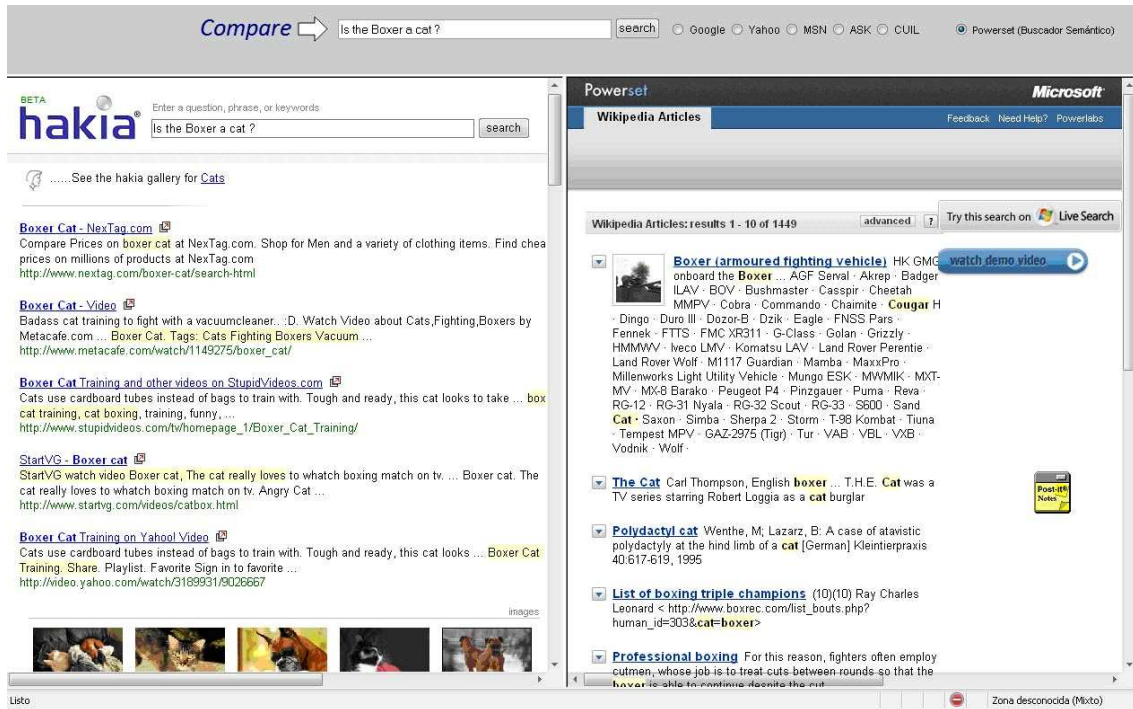 Compare
Is the Boxer a cat ?
search
Google Yahoo MSN ASK CUIL Powerset (Buscador Semántico)
BETA
hakia®
Enter a question, phrase, or keywords
Is the Boxer a cat ?
search
......See the hakia gallery for Cats
Boxer Cat - NexTag.com
Compare Prices on boxer cat at NexTag.com. Shop for Men and a variety of clothing items. Find chea
prices on millions of products at NexTag.com
http://www.nextag.com/boxer-cat/search-html
Boxer Cat - Video
Badass cat training to fight with a vacuumcleaner.. :D. Watch Video about Cats,Fighting,Boxers by
Metacafe.com ... Boxer Cat. Tags: Cats Fighting Boxers Vacuum ...
http://www.metacafe.com/watch/1149275/boxer_cat/
Boxer Cat Training and other videos on StupidVideos.com
Cats use cardboard tubes instead of bags to train with. Tough and ready, this cat looks to take ... box
cat training, cat boxing, training, funny, ...
http://www.stupidvideos.com/tv/homepage_1/Boxer_Cat_Training/
StartVG - Boxer cat
StartVG watch video Boxer cat, The cat really loves to whatch boxing match on tv. ... Boxer cat. The
cat really loves to whatch boxing match on tv. Angry Cat ...
http://www.startvg.com/videos/catbox.html
Boxer Cat Training on Yahoo! Video
Cats use cardboard tubes instead of bags to train with. Tough and ready, this cat looks ... Boxer Cat
Training. Share. Playlist. Favorite Sign in to favorite ...
http://video.yahoo.com/watch/3189931/9026667
images
Powerset
Microsoft
Wikipedia Articles
Feedback Need Help? Powerlabs
Wikipedia Articles: results 1 - 10 of 1449
advanced ?
Try this search on Live Search
watch demo video
Boxer (armoured fighting vehicle) HK GMG
onboard the Boxer ... AGF Serval · Akrep · Badger
ILAV · BOV · Bushmaster · Casspir · Cheetah
MMPV · Cobra · Commando · Chaimite · Cougar H
· Dingo · Duro III · Dozor-B · Dzik · Eagle · FNSS Pars ·
Fennek · FTTS · FMC XR311 · G-Class · Golan · Grizzly ·
HMMWV · Iveco LMV · Komatsu LAV · Land Rover Perentie ·
Land Rover Wolf · M1117 Guardian · Mamba · MaxxPro ·
Millenworks Light Utility Vehicle · Mungo ESK · MWMIK · MXT-
MV · MX-8 Barako · Peugeot P4 · Pinzgauer · Puma · Reva ·
RG-12 · RG-31 Nyala · RG-32 Scout · RG-33 · S600 · Sand
Cat · Saxon · Simba · Sherpa 2 · Storm · T-98 Kombat · Tiuna
· Tempest MPV · GAZ-2975 (Tigr) · Tur · VAB · VBL · VXB ·
Vodnik · Wolf ·
The Cat Carl Thompson, English boxer ... T.H.E. Cat was a
TV series starring Robert Loggia as a cat burglar
Post-it®
Notes
Polydactyl cat Wenthe, M; Lazarz, B: A case of atavistic
polydactyly at the hind limb of a cat [German] Kleintierpraxis
40:617-619, 1995
List of boxing triple champions (10)(10) Ray Charles
Leonard < http://www.boxrec.com/list_bouts.php?
human_id=303&cat=boxer>
Professional boxing For this reason, fighters often employ
cutmen, whose job is to treat cuts between rounds so that the
boxer is able to continue despite the cut
Listo
Zona desconocida (Mixto)